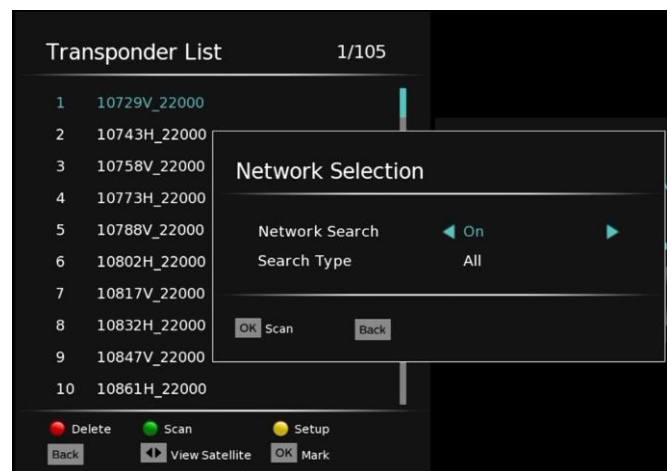 Transponder List 1/105
1 10729V_22000
2 10743H_22000
3 10758V_22000
4 10773H_22000
5 10788V_22000
6 10802H_22000
7 10817V_22000
8 10832H_22000
9 10847V_22000
10 10861H_22000
Delete Scan Setup
Back View Satellite OK Mark
Network Selection
Network Search On
Search Type All
OK Scan Back